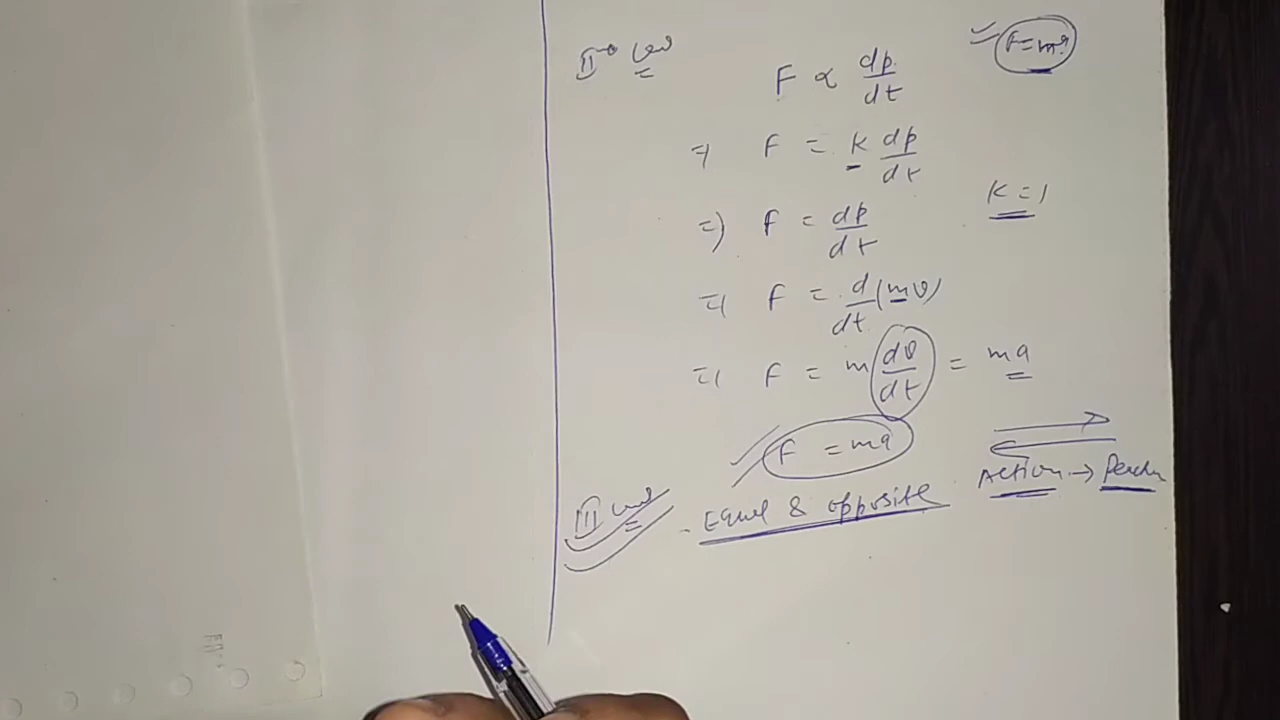 II law
F = ma
F ∝ dp/dt
=> F = k dp/dt
k = 1
=> F = dp/dt
=> F = d/dt (mv)
=> F = m dv/dt = ma
F = ma
Action →
III law - Equal & opposite